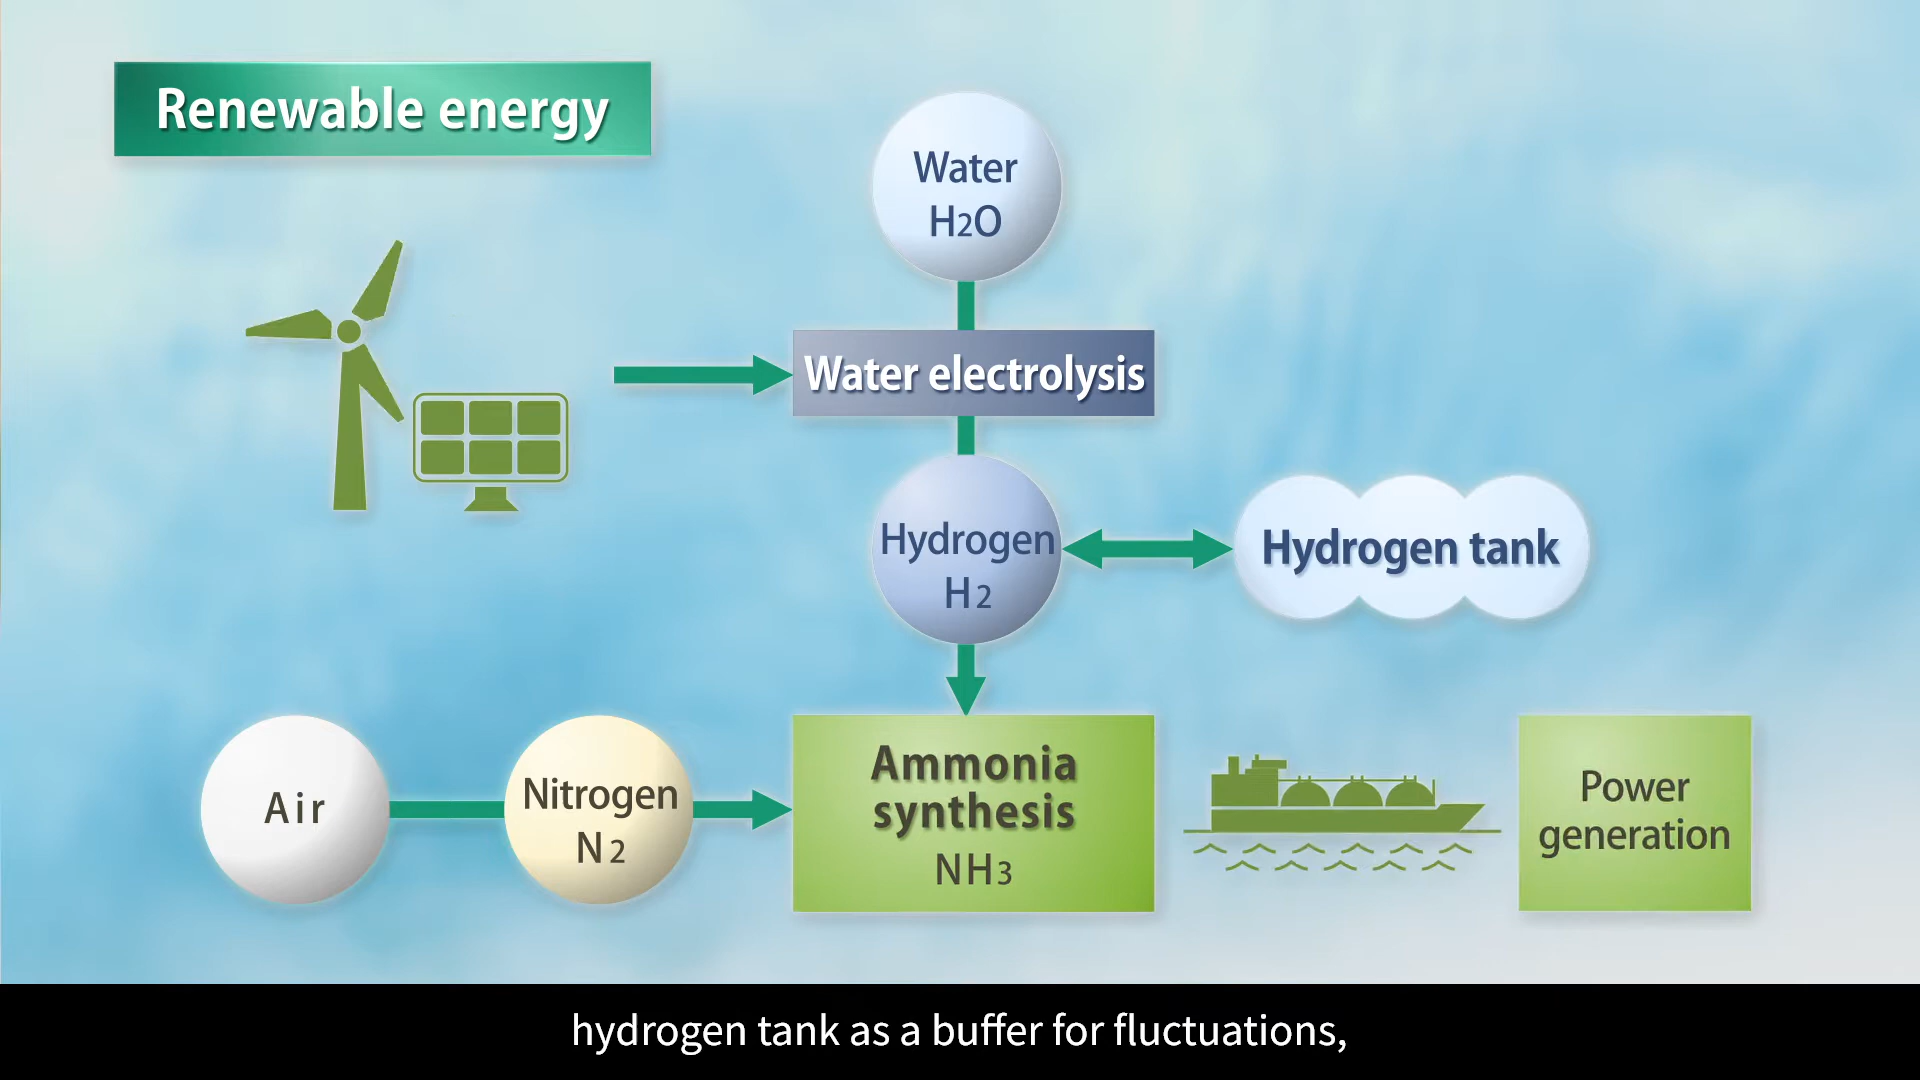 Renewable energy
Water
H2O
Water electrolysis
Hydrogen
H2
Hydrogen tank
Air
Nitrogen
N2
Ammonia
synthesis
NH3
Power
generation
hydrogen tank as a buffer for fluctuations,